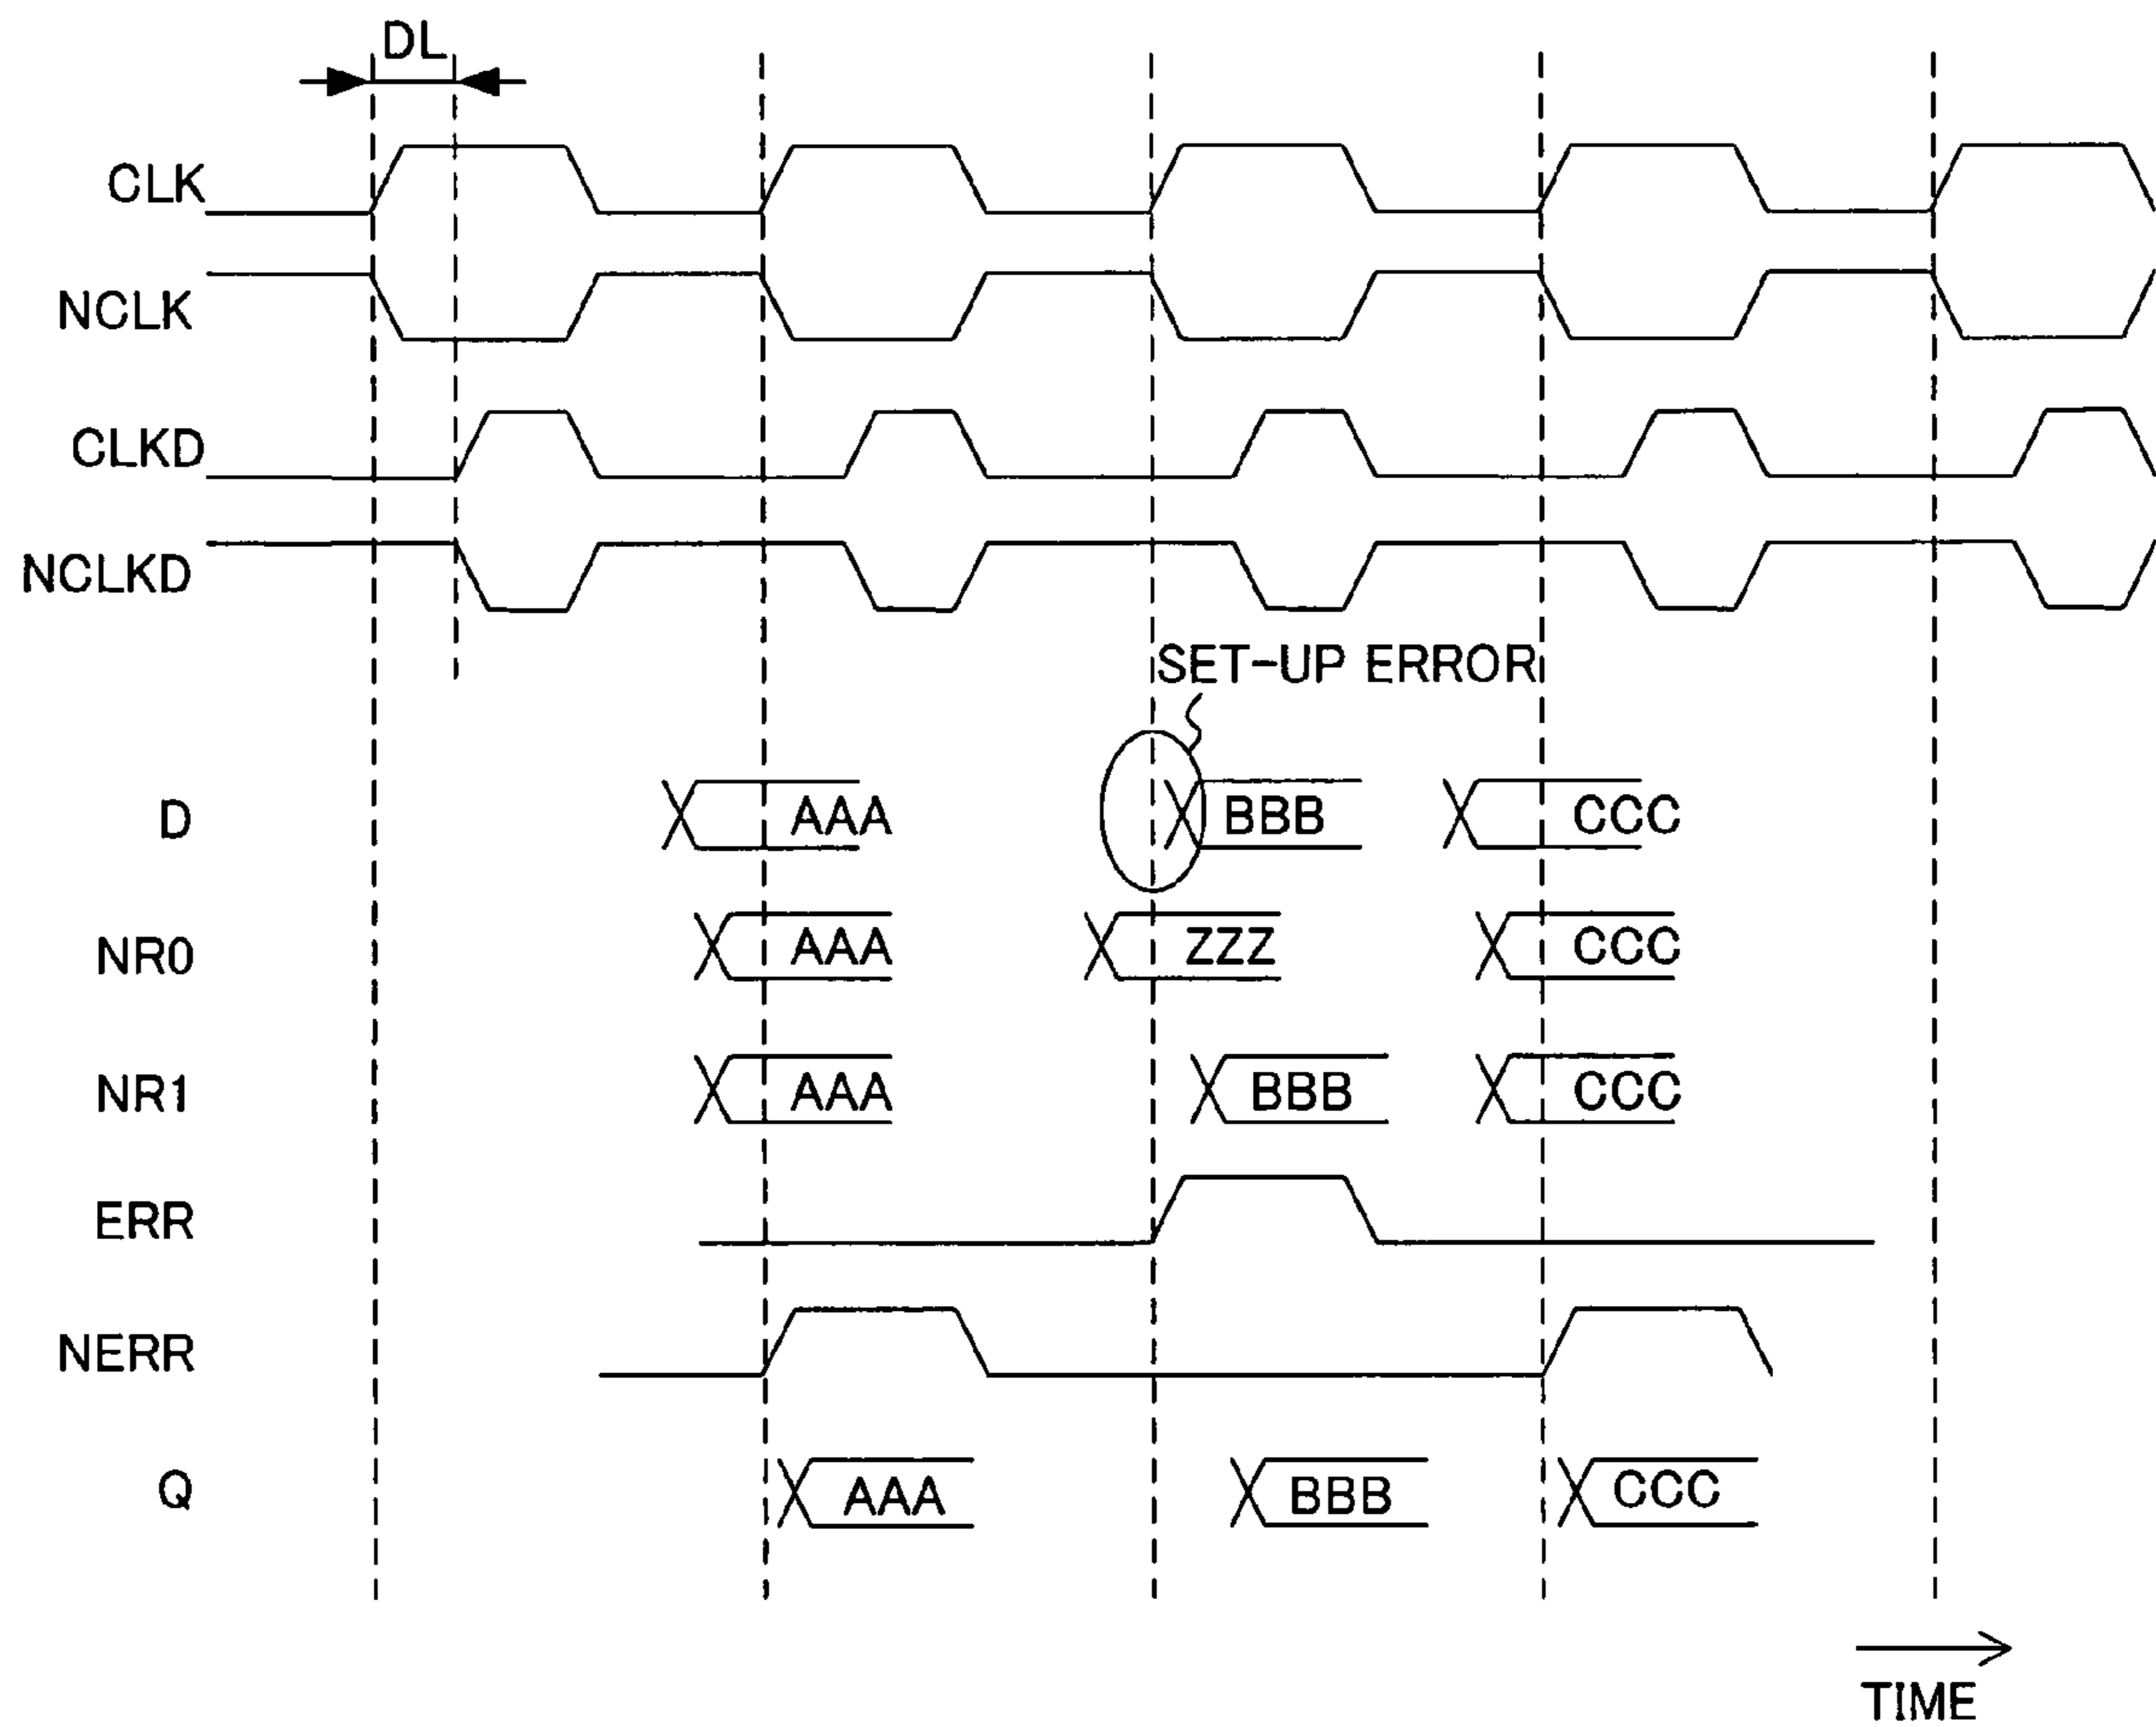 DL
CLK
NCLK
CLKD
NCLKD
SET-UP ERROR
D AAA BBB CCC
NR0 AAA ZZZ CCC
NR1 AAA BBB CCC
ERR
NERR
Q AAA BBB CCC
TIME